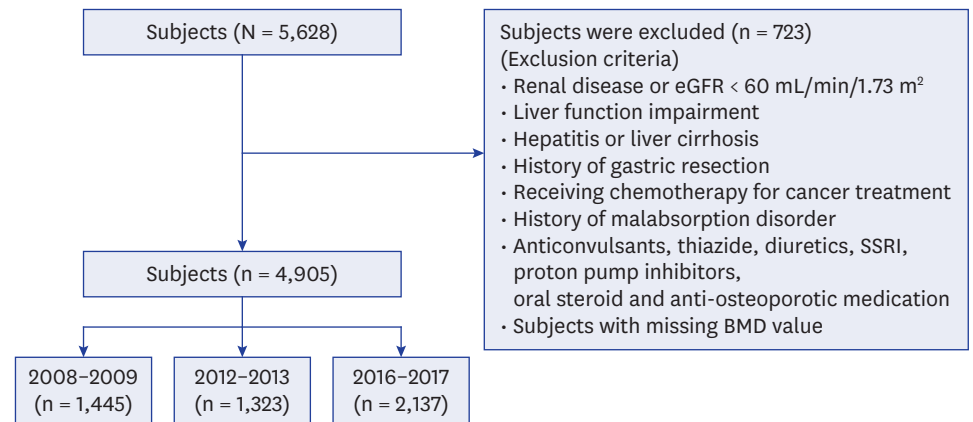 Subjects (N = 5,628)
Subjects were excluded (n = 723)
(Exclusion criteria)
· Renal disease or eGFR < 60 mL/min/1.73 m²
· Liver function impairment
· Hepatitis or liver cirrhosis
· History of gastric resection
· Receiving chemotherapy for cancer treatment
· History of malabsorption disorder
· Anticonvulsants, thiazide, diuretics, SSRI,
proton pump inhibitors,
oral steroid and anti-osteoporotic medication
· Subjects with missing BMD value
Subjects (n = 4,905)
2008–2009
(n = 1,445)
2012–2013
(n = 1,323)
2016–2017
(n = 2,137)